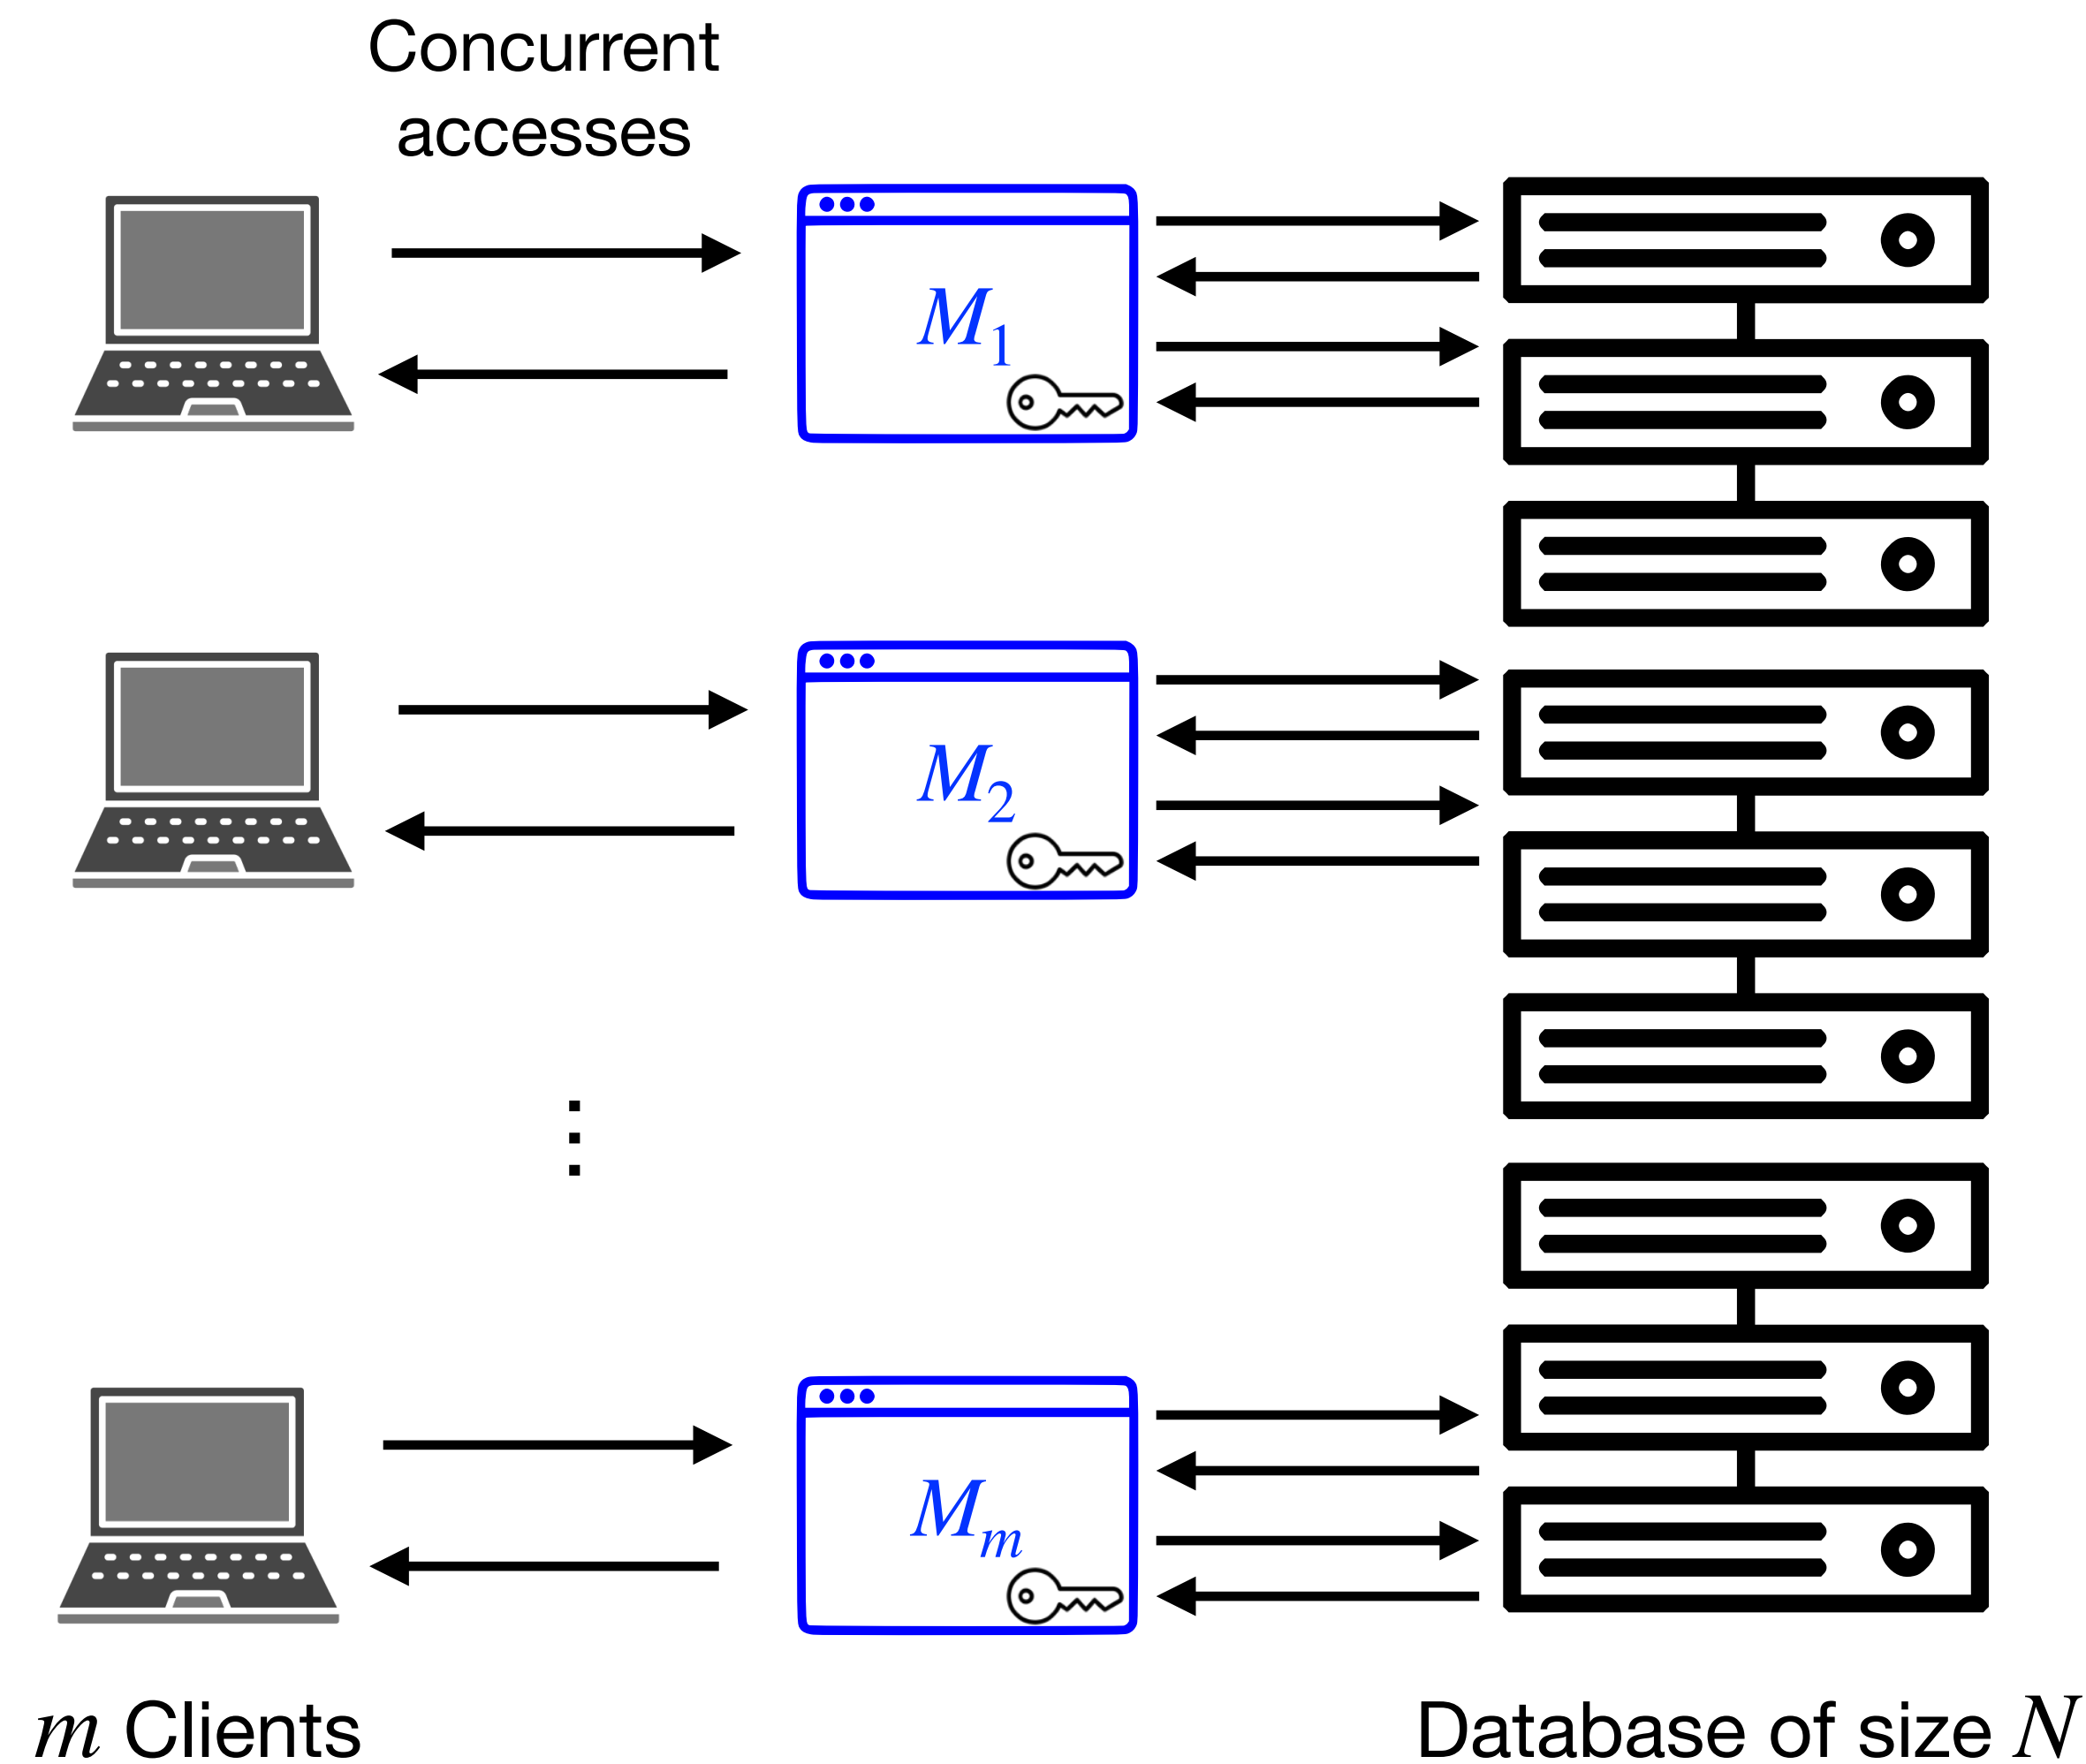 Concurrent
accesses
M₁
M₂
⋮
Mₘ
m Clients
Database of size N